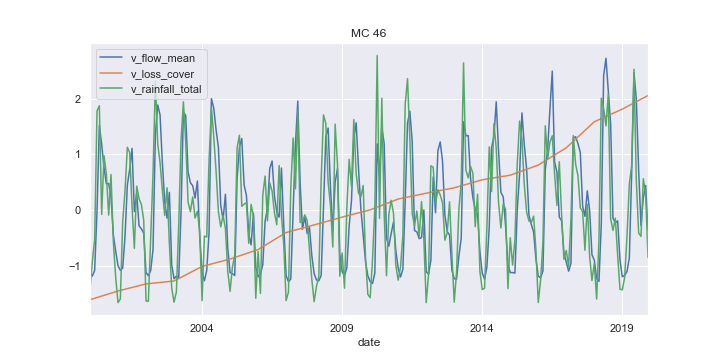 MC 46
v_flow_mean
v_loss_cover
v_rainfall_total
2
1
0
−1
2004 2009 2014 2019
date